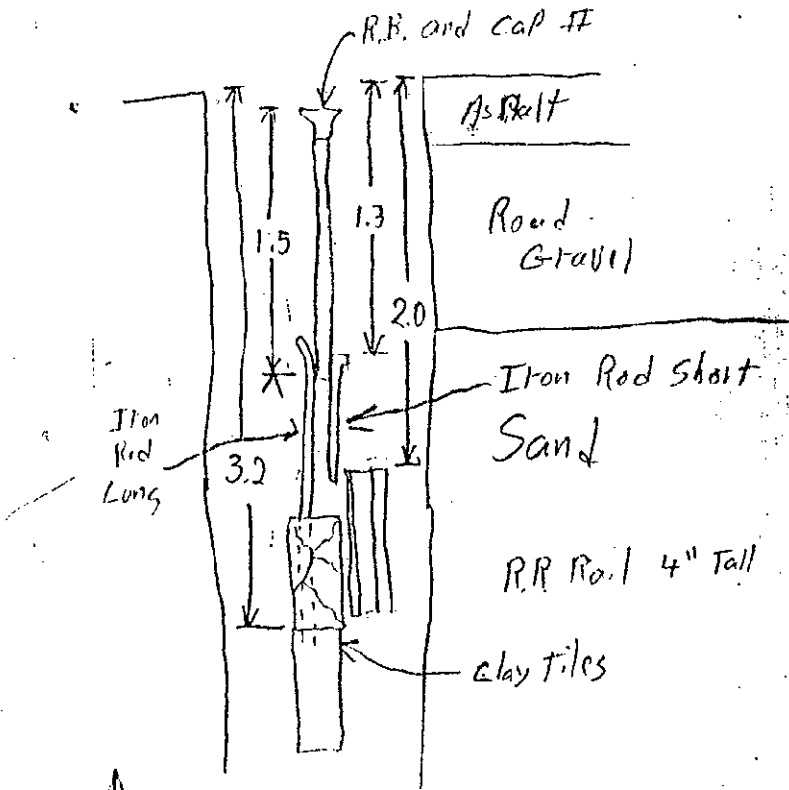 R.B. and Cap #
Asphalt
Road
Gravel
1.5
1.3
2.0
Iron Rod Short
Sand
Iron
Rod
Long
3.2
R.R Rail 4" Tall
Clay Tiles